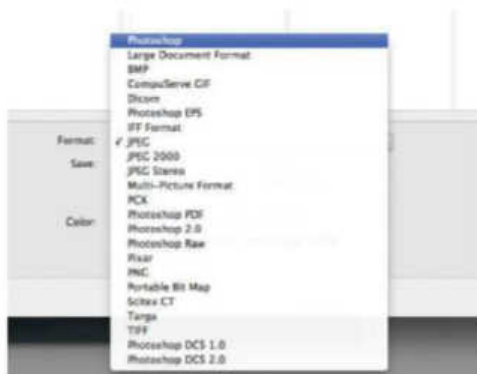 Photoshop
Large Document Format
BMP
CompuServe GIF
Dicom
Photoshop EPS
IFF Format
Format: ✓ JPEG
Save: JPEG 2000
JPEG Stereo
Multi-Picture Format
PCX
Color: Photoshop PDF
Photoshop 2.0
Photoshop Raw
Pixar
PNG
Portable Bit Map
Scitex CT
Targa
TIFF
Photoshop DCS 1.0
Photoshop DCS 2.0